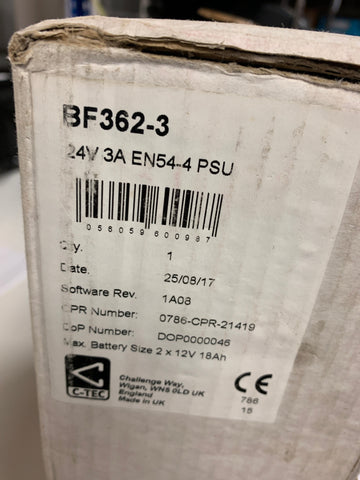 BF362-3
24V 3A EN54-4 PSU
056059600987
Qty. 1
Date. 25/08/17
Software Rev. 1A08
CPR Number: 0786-CPR-21419
DoP Number: DOP0000046
Max. Battery Size 2 x 12V 18Ah
C-TEC
Challenge Way,
Wigan, WN5 0LD UK
England
Made in UK
CE
786
15